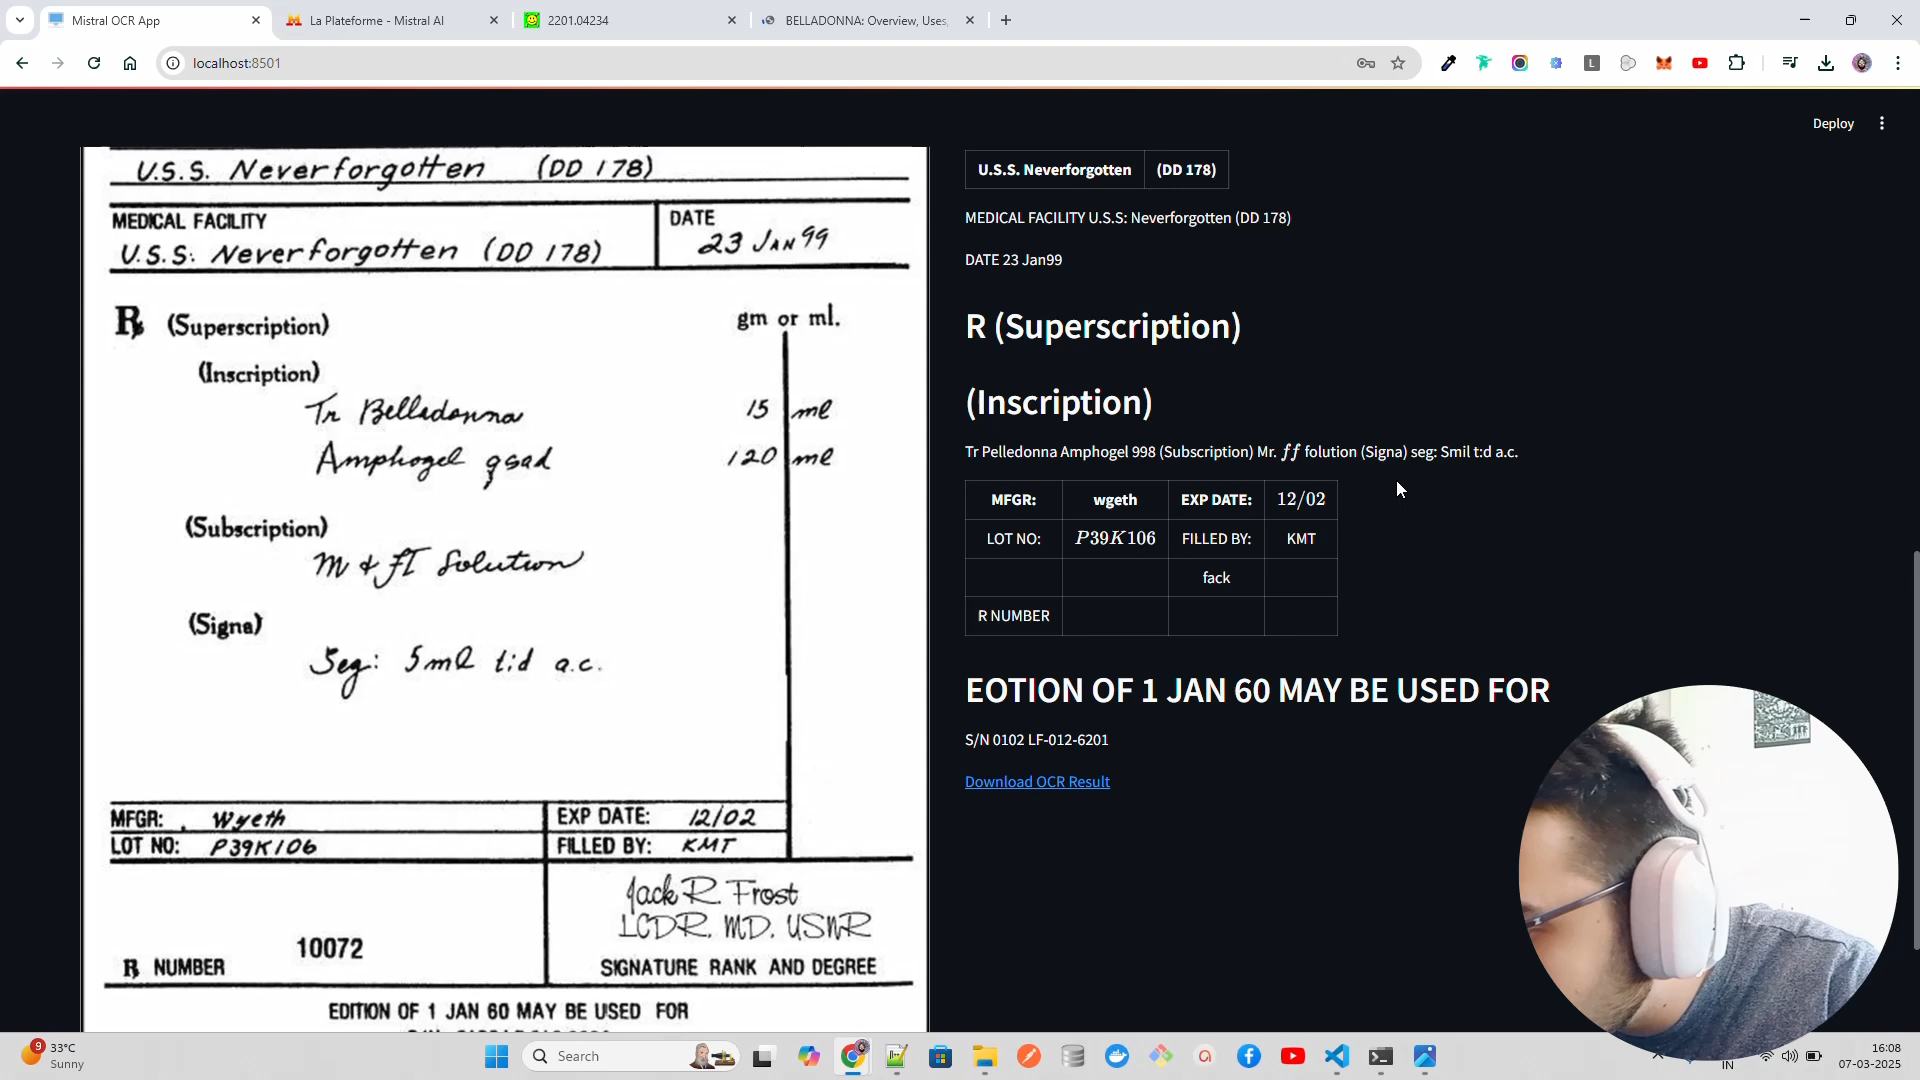 Mistral OCR App
La Plateforme - Mistral AI
2201.04234
BELLADONNA: Overview, Uses,
localhost:8501
Deploy
U.S.S. Neverforgotten (DD 178)
MEDICAL FACILITY
U.S.S: Neverforgotten (DD 178)
DATE
23 JAN 99
℞ (Superscription)
gm or ml.
(Inscription)
Tr Belladonna 15 ml
Amphogel qsad 120 ml
(Subscription)
M & ft Solution
(Signa)
Seg: 5ml t:d a.c.
MFGR: Wyeth
EXP DATE: 12/02
LOT NO: P39K106
FILLED BY: KMT
Jack R. Frost
LCDR, MD, USNR
10072
℞ NUMBER
SIGNATURE RANK AND DEGREE
EDITION OF 1 JAN 60 MAY BE USED FOR
U.S.S. Neverforgotten (DD 178)
MEDICAL FACILITY U.S.S: Neverforgotten (DD 178)
DATE 23 Jan99
R (Superscription)
(Inscription)
Tr Pelledonna Amphogel 998 (Subscription) Mr. ff folution (Signa) seg: Smil t:d a.c.
MFGR: wgeth EXP DATE: 12/02
LOT NO: P39K106 FILLED BY: KMT
fack
R NUMBER
EOTION OF 1 JAN 60 MAY BE USED FOR
S/N 0102 LF-012-6201
Download OCR Result
9
33°C
Sunny
Search
IN
16:08
07-03-2025